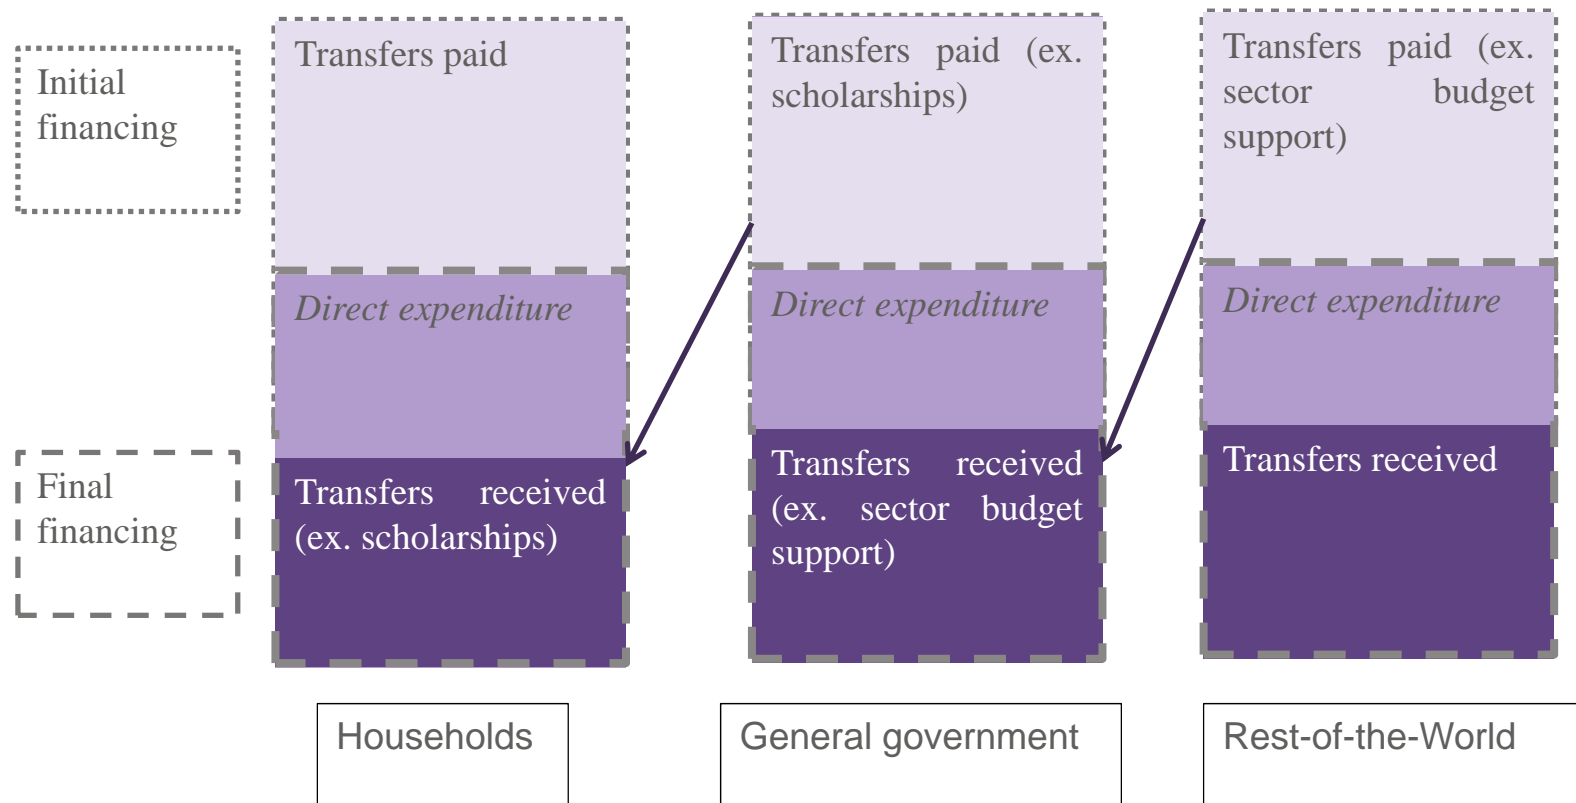 Initial
financing
Final
financing
Transfers paid
Direct expenditure
Transfers received
(ex. scholarships)
Households
Transfers paid (ex.
scholarships)
Direct expenditure
Transfers received
(ex. sector budget
support)
General government
Transfers paid (ex.
sector budget
support)
Direct expenditure
Transfers received
Rest-of-the-World